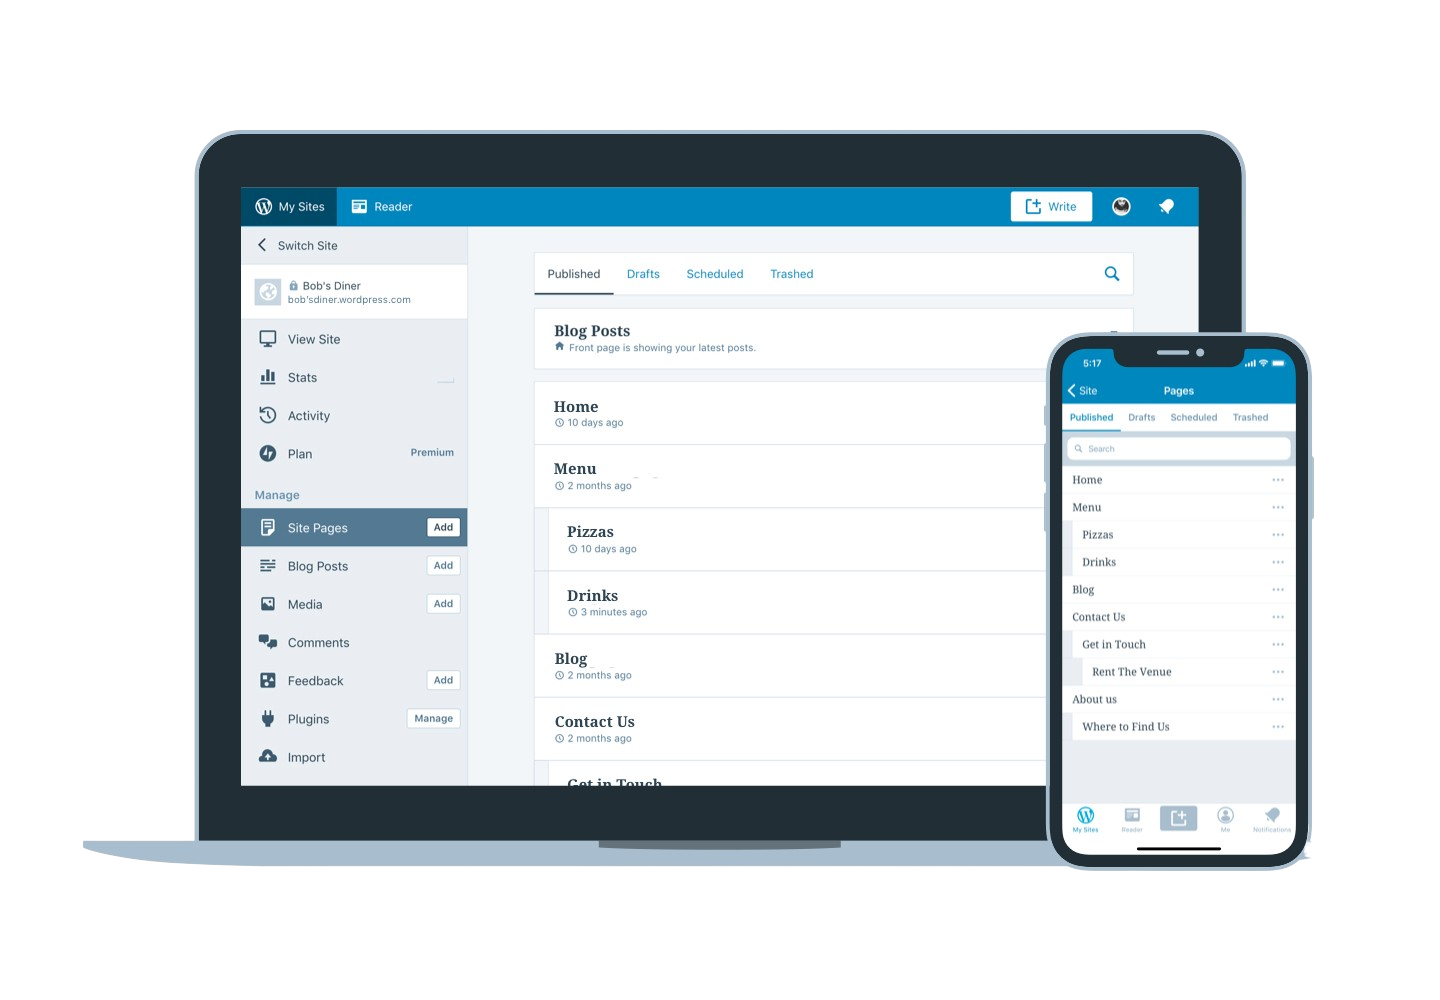 My Sites
Reader
Write
Switch Site
Bob's Diner
bob'sdiner.wordpress.com
View Site
Stats
Activity
Plan
Premium
Manage
Site Pages
Add
Blog Posts
Add
Media
Add
Comments
Feedback
Add
Plugins
Manage
Import
Published
Drafts
Scheduled
Trashed
Blog Posts
Front page is showing your latest posts.
Home
10 days ago
Menu
2 months ago
Pizzas
10 days ago
Drinks
3 minutes ago
Blog
2 months ago
Contact Us
2 months ago
Get in Touch
5:17
Site
Pages
Published
Drafts
Scheduled
Trashed
Search
Home
Menu
Pizzas
Drinks
Blog
Contact Us
Get in Touch
Rent The Venue
About us
Where to Find Us
My Sites
Reader
Me
Notifications